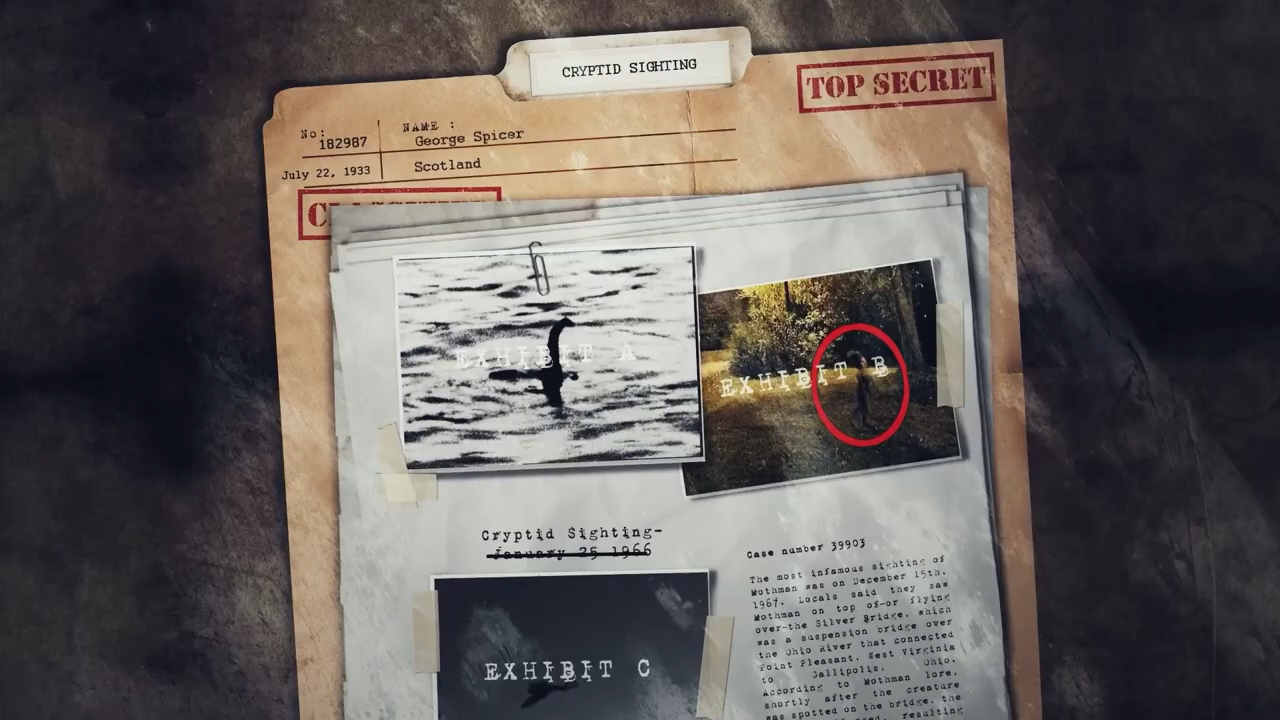 CRYPTID SIGHTING
TOP SECRET
No:
182987
NAME :
George Spicer
July 22, 1933
Scotland
EXHIBIT A
EXHIBIT B
Cryptid Sighting-
January 25 1966
EXHIBIT C
Case number 39903
The most infamous sighting of
Mothman was on December 15th,
1967. Locals said they saw
Mothman on top of-or flying
over-the Silver Bridge, which
was a suspension bridge over
the Ohio River that connected
Point Pleasant, West Virginia
to Gallipolis, Ohio.
According to Mothman lore,
shortly after the creature
was spotted on the bridge, the
resulting